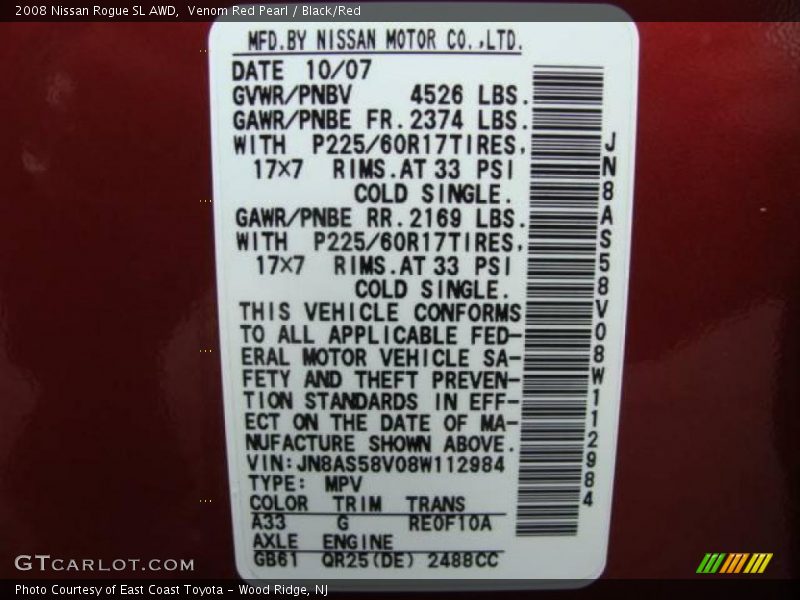 2008 Nissan Rogue SL AWD,  Venom Red Pearl / Black/Red
MFD.BY NISSAN MOTOR CO.,LTD.
DATE 10/07
GVWR/PNBV 4526 LBS.
GAWR/PNBE FR. 2374 LBS.
WITH P225/60R17TIRES,
17×7 RIMS.AT 33 PSI
COLD SINGLE.
GAWR/PNBE RR. 2169 LBS.
WITH P225/60R17TIRES,
17×7 RIMS.AT 33 PSI
COLD SINGLE.
THIS VEHICLE CONFORMS
TO ALL APPLICABLE FED-
ERAL MOTOR VEHICLE SA-
FETY AND THEFT PREVEN-
TION STANDARDS IN EFF-
ECT ON THE DATE OF MA-
NUFACTURE SHOWN ABOVE.
VIN:JN8AS58V08W112984
TYPE: MPV
COLOR TRIM TRANS
A33 G RE0F10A
AXLE ENGINE
GB61 QR25(DE) 2488CC
JN8AS58V08W112984
GTCARLOT.COM
Photo Courtesy of East Coast Toyota - Wood Ridge, NJ